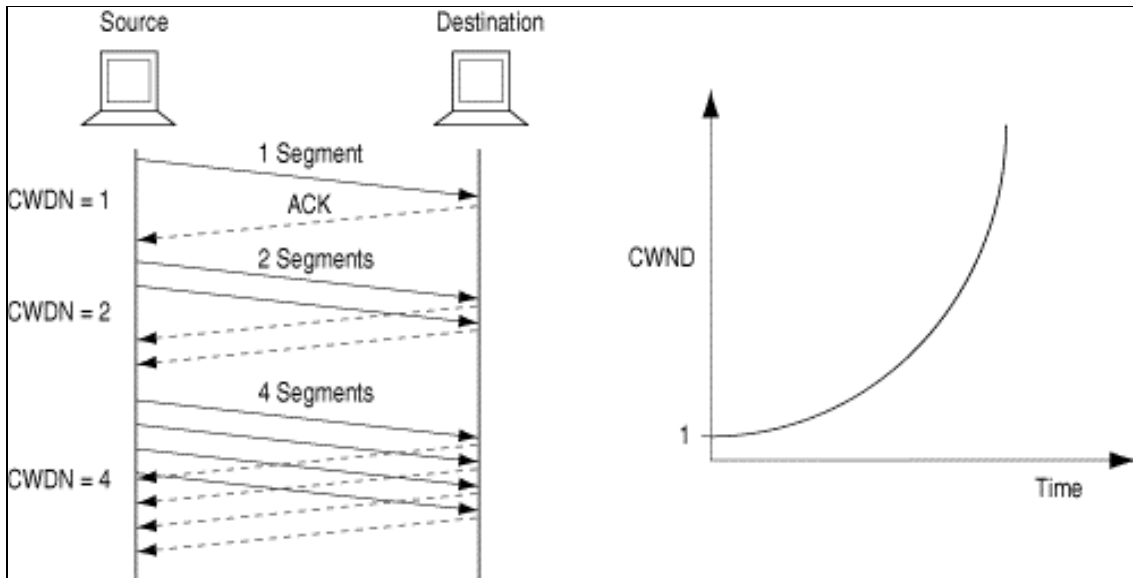 Source
Destination
1 Segment
CWDN = 1
ACK
2 Segments
CWDN = 2
4 Segments
CWDN = 4
CWND
1
Time